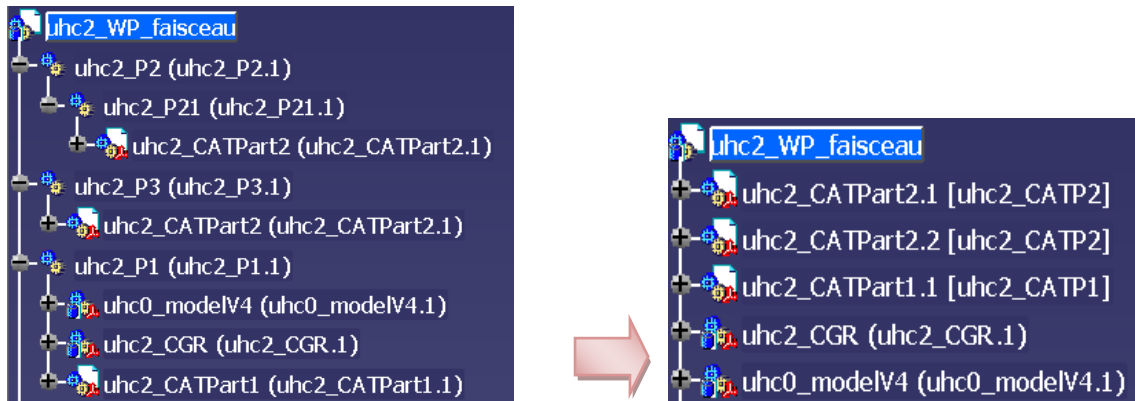 uhc2_WP_faisceau
uhc2_P2 (uhc2_P2.1)
uhc2_P21 (uhc2_P21.1)
uhc2_CATPart2 (uhc2_CATPart2.1)
uhc2_P3 (uhc2_P3.1)
uhc2_CATPart2 (uhc2_CATPart2.1)
uhc2_P1 (uhc2_P1.1)
uhc0_modelV4 (uhc0_modelV4.1)
uhc2_CGR (uhc2_CGR.1)
uhc2_CATPart1 (uhc2_CATPart1.1)
uhc2_WP_faisceau
uhc2_CATPart2.1 [uhc2_CATP2]
uhc2_CATPart2.2 [uhc2_CATP2]
uhc2_CATPart1.1 [uhc2_CATP1]
uhc2_CGR (uhc2_CGR.1)
uhc0_modelV4 (uhc0_modelV4.1)